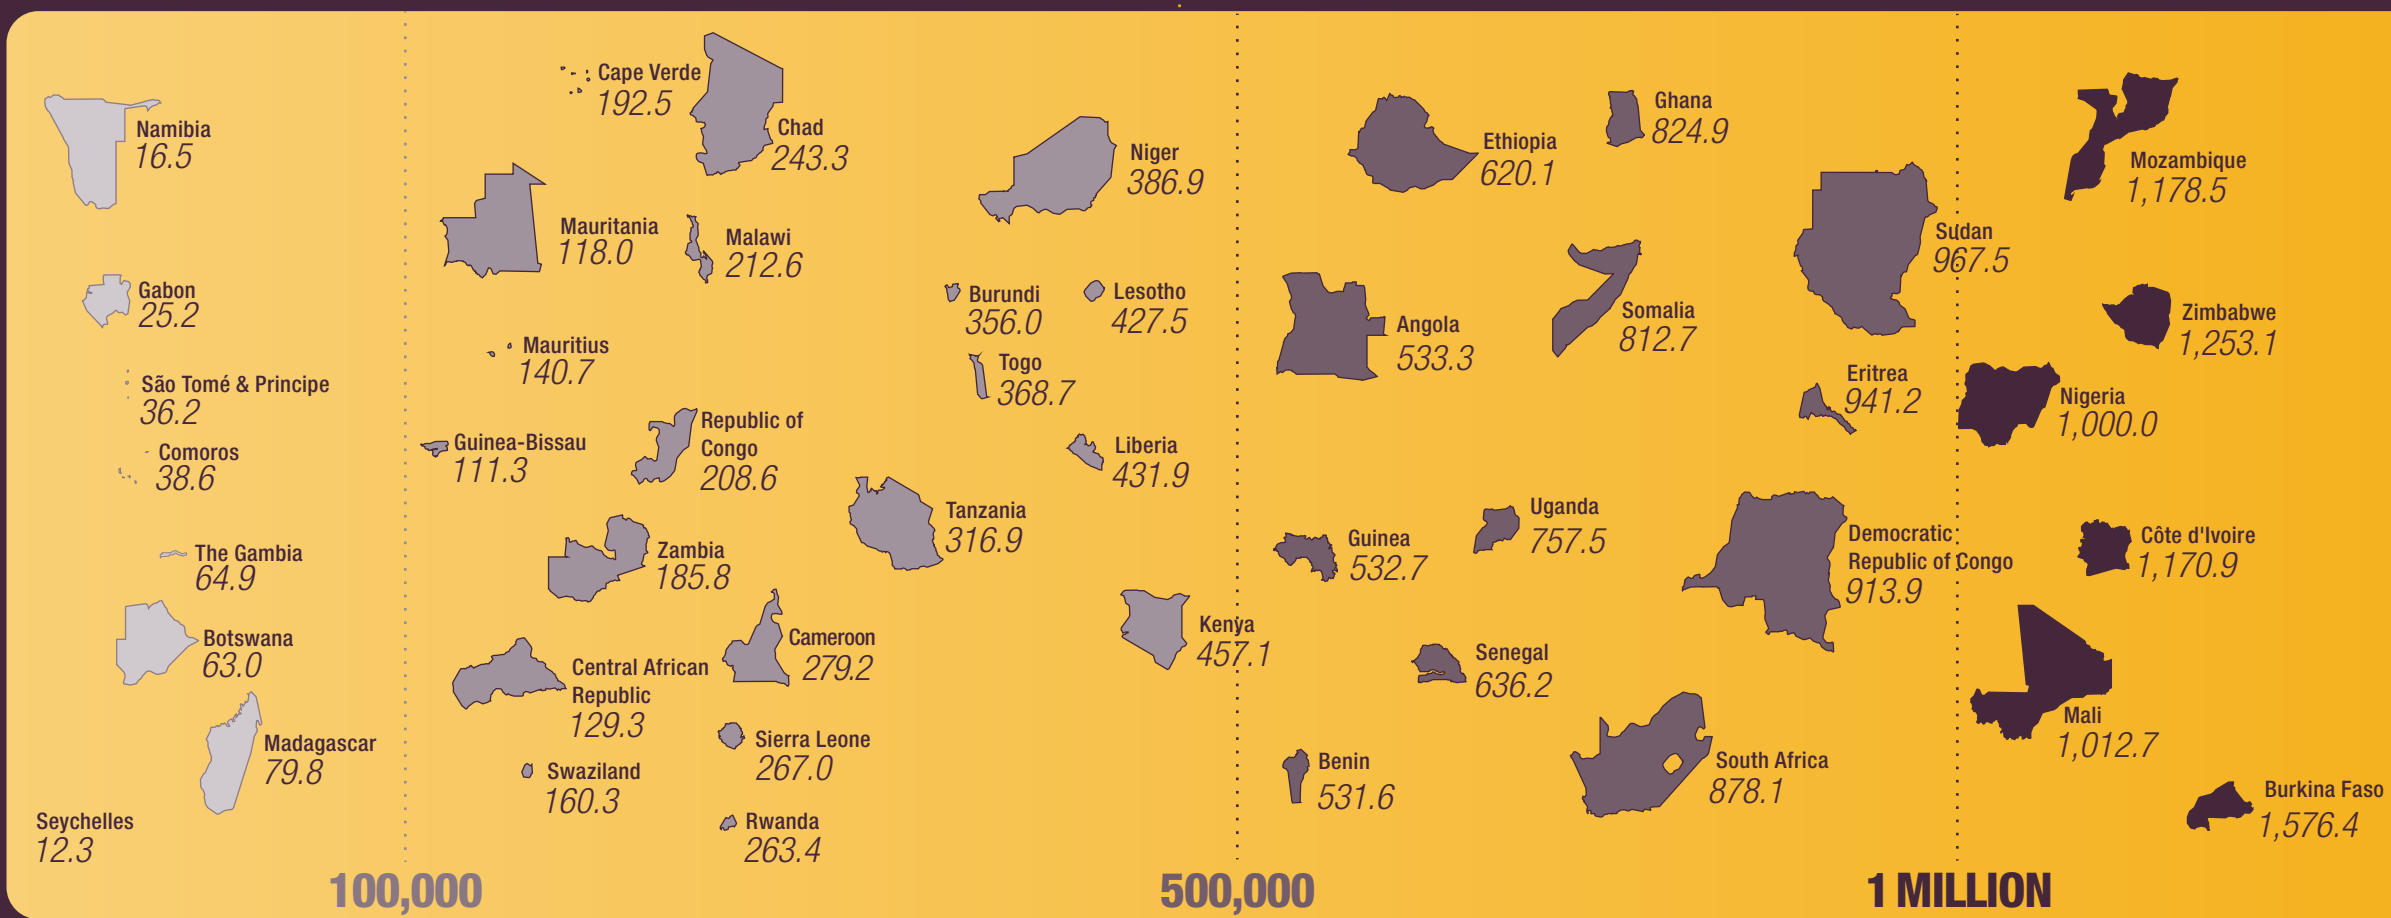 Namibia
16.5
Gabon
25.2
São Tomé & Principe
36.2
Comoros
38.6
The Gambia
64.9
Botswana
63.0
Madagascar
79.8
Seychelles
12.3
100,000
Cape Verde
192.5
Chad
243.3
Mauritania
118.0
Malawi
212.6
Mauritius
140.7
Guinea-Bissau
111.3
Republic of
Congo
208.6
Zambia
185.8
Cameroon
279.2
Central African
Republic
129.3
Sierra Leone
267.0
Swaziland
160.3
Rwanda
263.4
Niger
386.9
Burundi
356.0
Lesotho
427.5
Togo
368.7
Liberia
431.9
Tanzania
316.9
Kenya
457.1
500,000
Ethiopia
620.1
Ghana
824.9
Angola
533.3
Somalia
812.7
Sudan
967.5
Eritrea
941.2
Guinea
532.7
Uganda
757.5
Democratic
Republic of Congo
913.9
Senegal
636.2
Benin
531.6
South Africa
878.1
1 MILLION
Mozambique
1,178.5
Zimbabwe
1,253.1
Nigeria
1,000.0
Côte d'Ivoire
1,170.9
Mali
1,012.7
Burkina Faso
1,576.4